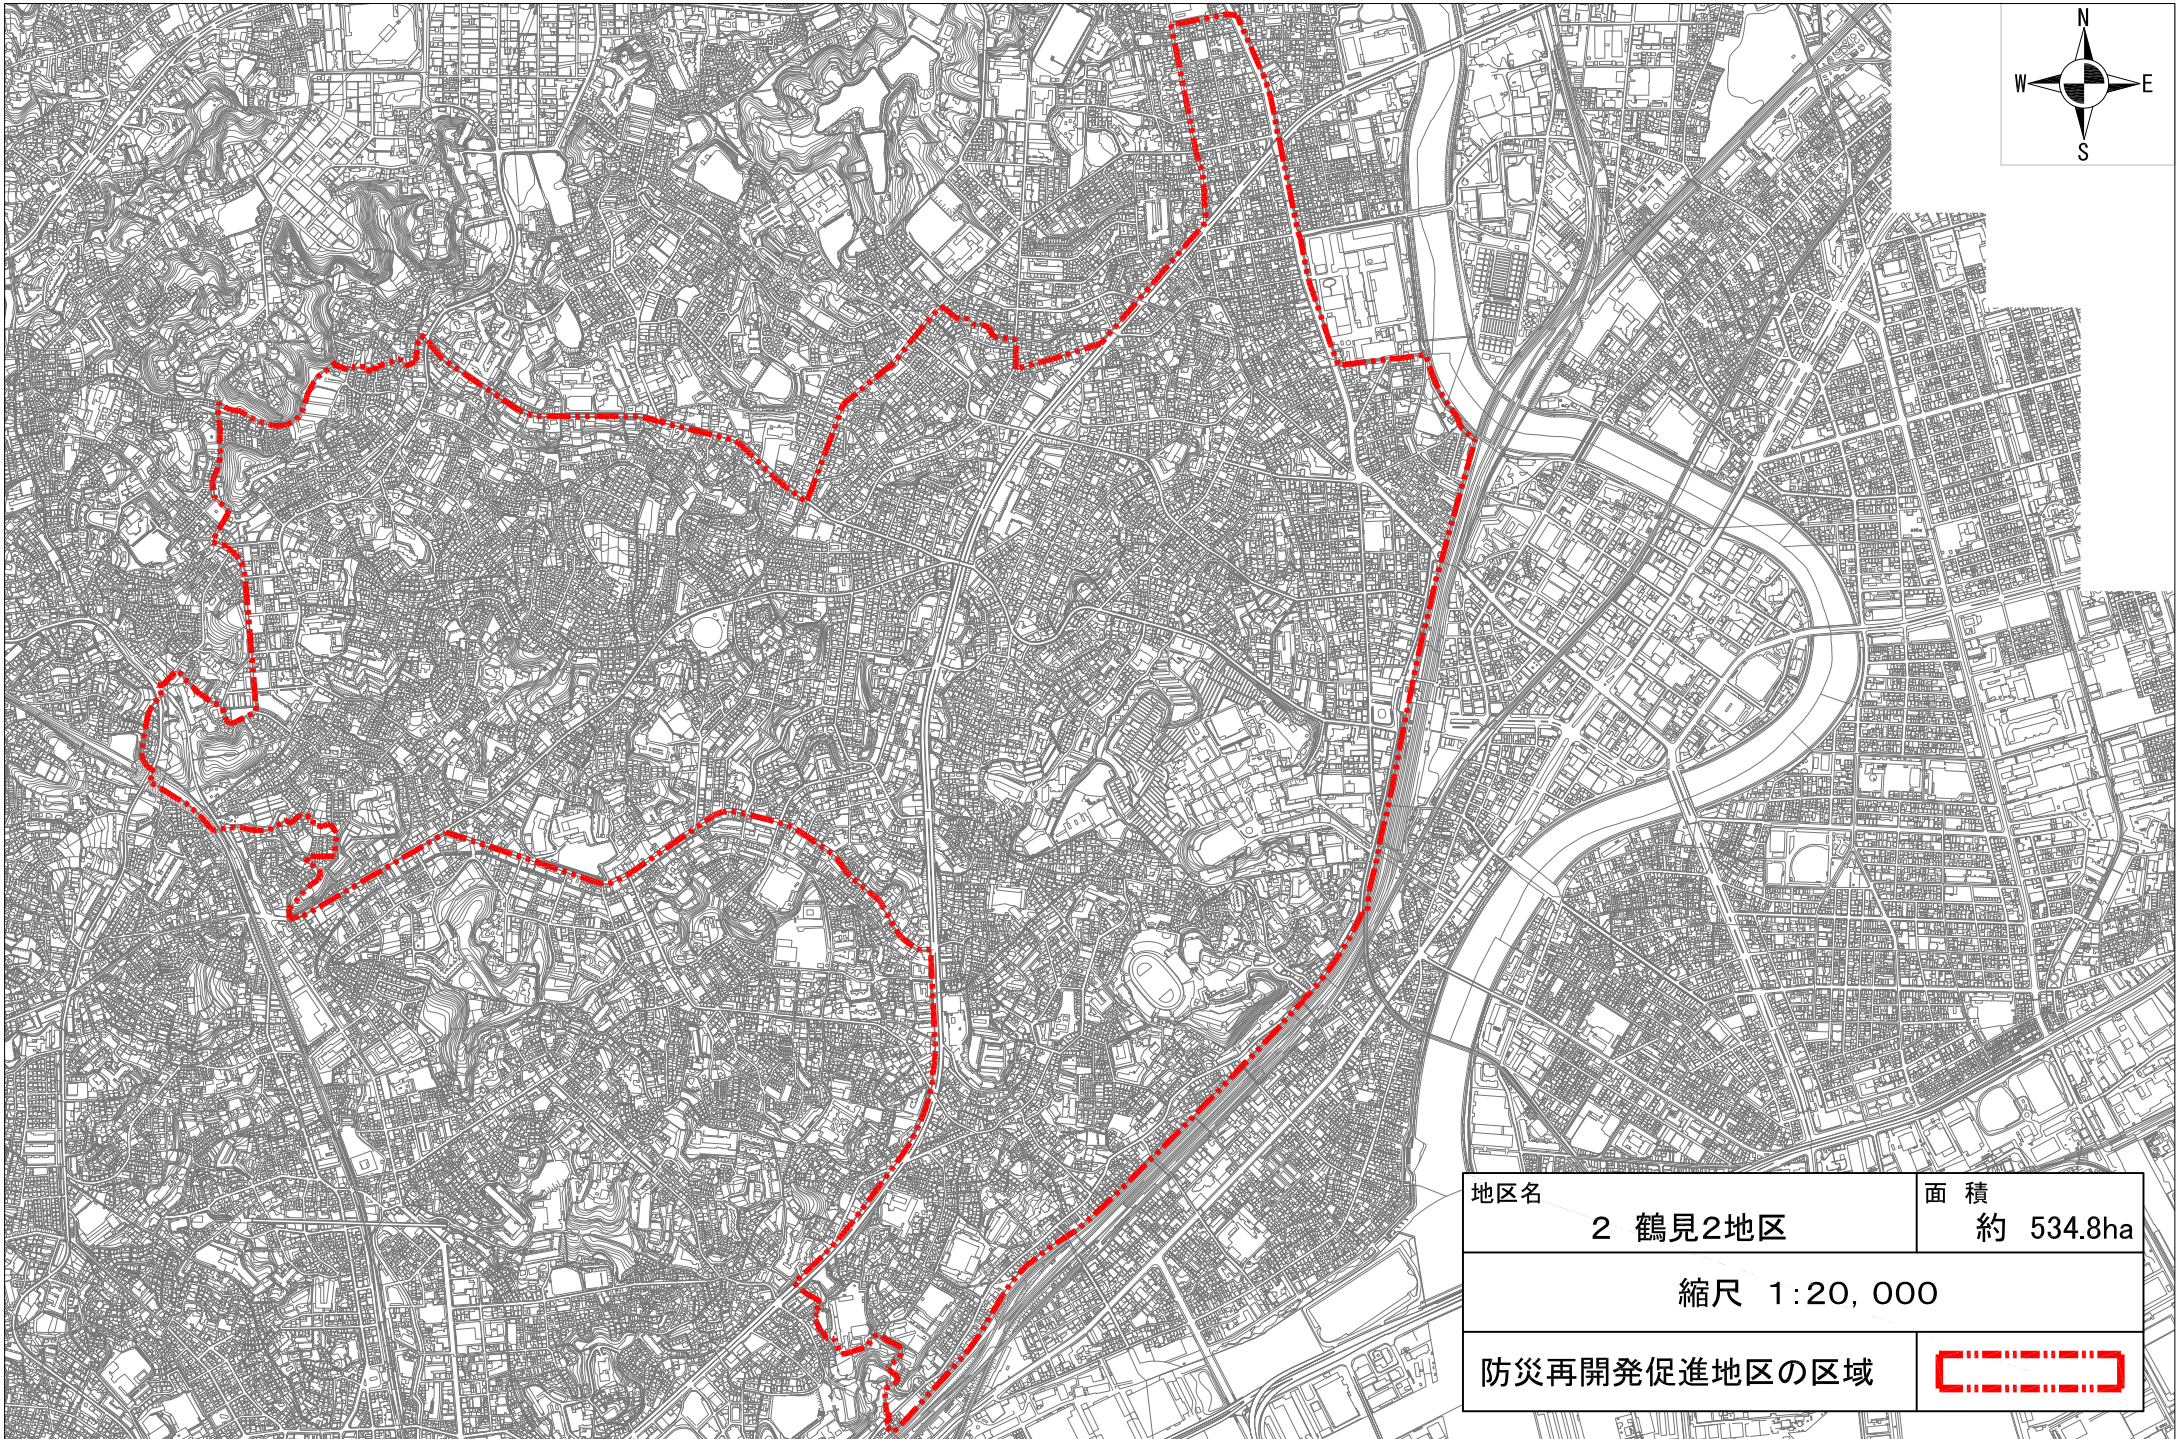 N
W E
S
地区名
2 鶴見2地区
面 積
約 534.8ha
縮尺 1:20,000
防災再開発促進地区の区域